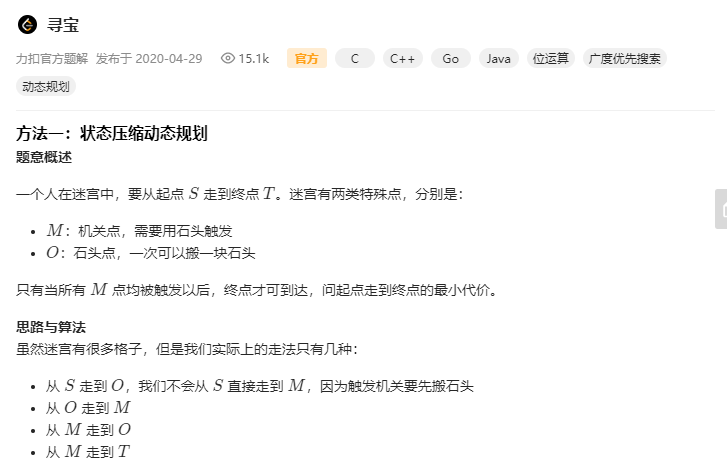 寻宝
力扣官方题解 发布于 2020-04-29 15.1k 官方 C C++ Go Java 位运算 广度优先搜索
动态规划
方法一：状态压缩动态规划
题意概述
一个人在迷宫中，要从起点 S 走到终点 T。迷宫有两类特殊点，分别是：
• M：机关点，需要用石头触发
• O：石头点，一次可以搬一块石头
只有当所有 M 点均被触发以后，终点才可到达，问起点走到终点的最小代价。
思路与算法
虽然迷宫有很多格子，但是我们实际上的走法只有几种：
• 从 S 走到 O，我们不会从 S 直接走到 M，因为触发机关要先搬石头
• 从 O 走到 M
• 从 M 走到 O
• 从 M 走到 T